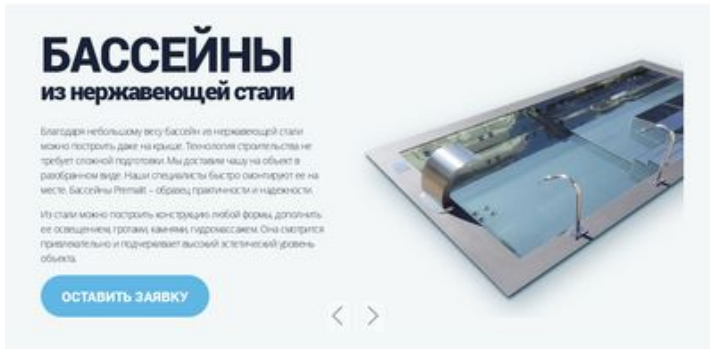 БАССЕЙНЫ
из нержавеющей стали
Благодаря небольшому весу бассейн из нержавеющей стали
можно построить даже на крыше. Технология строительства не
требует сложной подготовки. Мы доставим чашу на объект в
разобранном виде. Наши специалисты быстро смонтируют ее на
месте. Бассейны Premalit – образец практичности и надежности.
Из стали можно построить конструкцию любой формы, дополнить
ее освещением, гротами, камнями, гидромассажем. Она смотрится
привлекательно и подчеркивает высокий эстетический уровень
объекта.
ОСТАВИТЬ ЗАЯВКУ